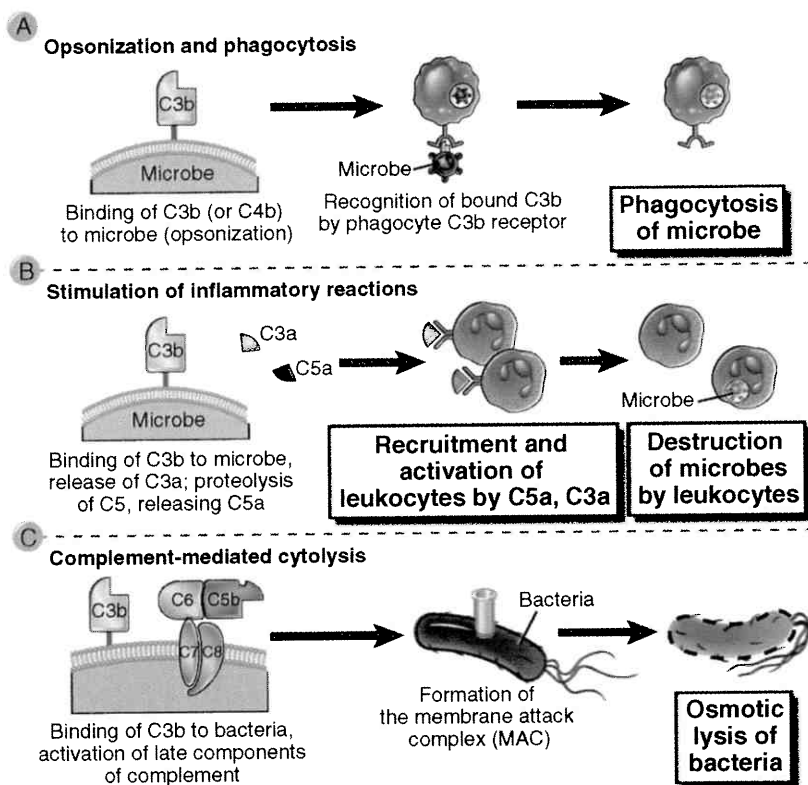 A
Opsonization and phagocytosis
C3b
Microbe
Binding of C3b (or C4b)
to microbe (opsonization)
Microbe
Recognition of bound C3b
by phagocyte C3b receptor
Phagocytosis
of microbe
B
Stimulation of inflammatory reactions
C3b
C3a
C5a
Microbe
Binding of C3b to microbe,
release of C3a; proteolysis
of C5, releasing C5a
Recruitment and
activation of
leukocytes by C5a, C3a
Microbe
Destruction
of microbes
by leukocytes
C
Complement-mediated cytolysis
C3b
C6 C5b
C7 C8
Binding of C3b to bacteria,
activation of late components
of complement
Bacteria
Formation of
the membrane attack
complex (MAC)
Osmotic
lysis of
bacteria